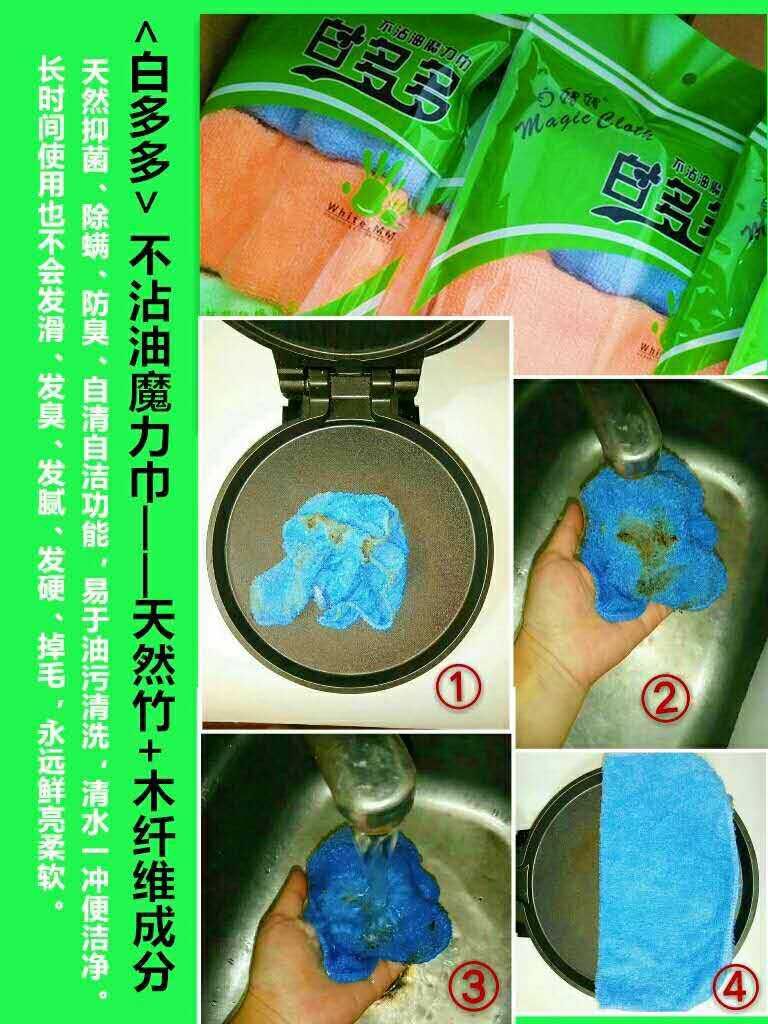 <白多多>不沾油魔力巾——天然竹+木纤维成分
天然抑菌、除螨、防臭、自清自洁功能，易于油污清洗，清水一冲便洁净。
长时间使用也不会发滑、发臭、发腻、发硬、掉毛，永远鲜亮柔软。
不沾油魔力巾
白多多
White.MM
Magic Cloth
不沾油
白多多
Whi
①
②
③
④